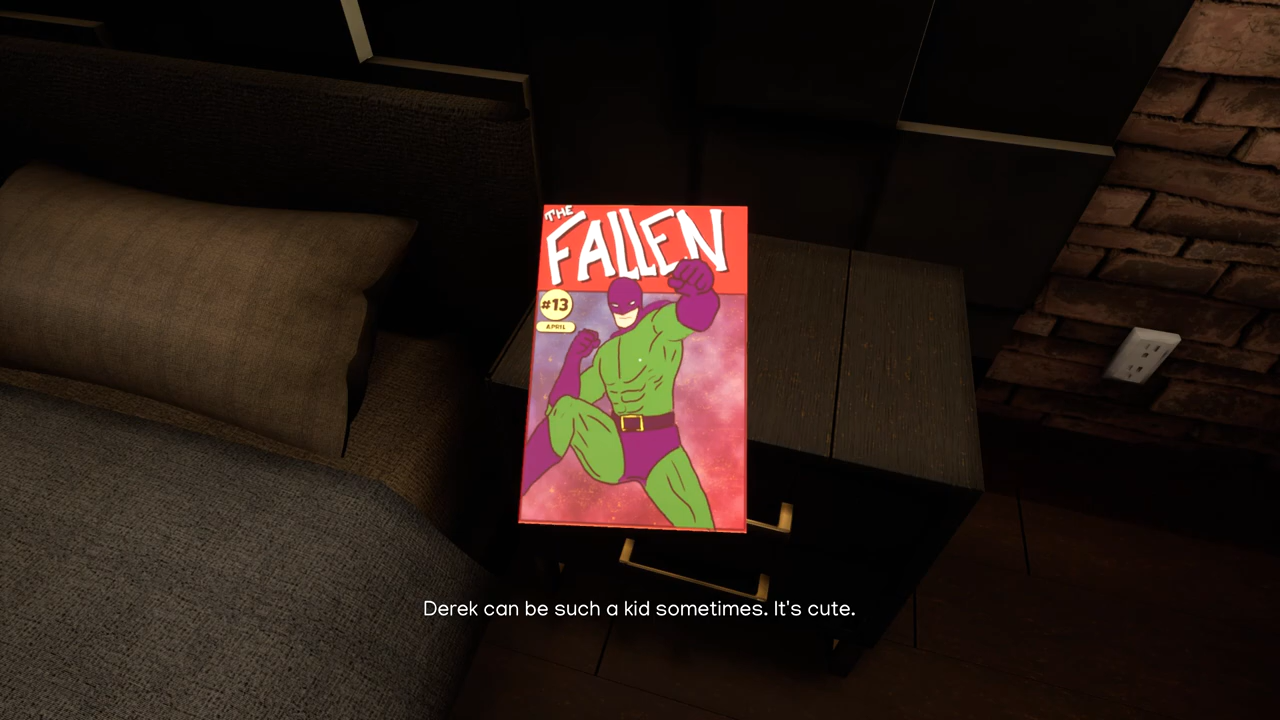 THE
FALLEN
#13
APRIL
Derek can be such a kid sometimes. It's cute.